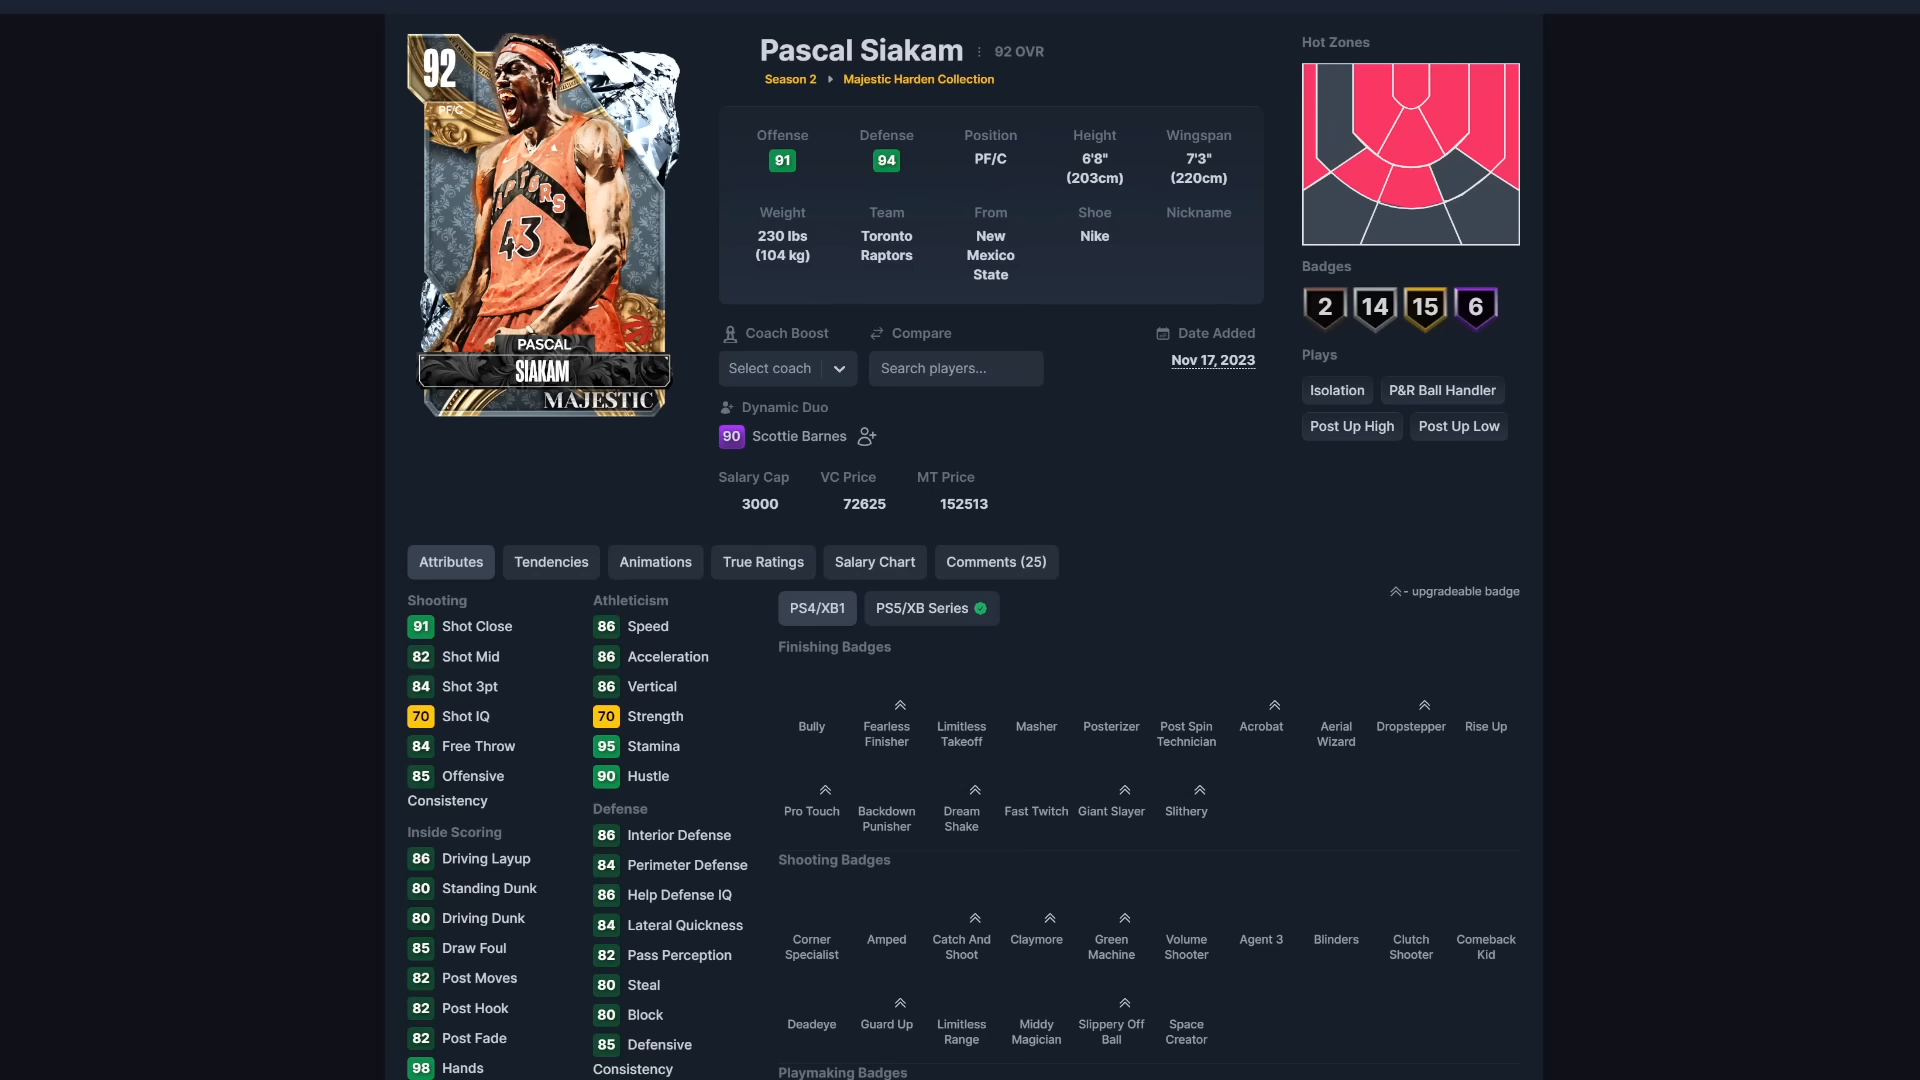 92
PF/C
RAPTORS
43
PASCAL
SIAKAM
MAJESTIC
Pascal Siakam
92 OVR
Season 2
Majestic Harden Collection
Offense
Defense
Position
Height
Wingspan
91
94
PF/C
6'8"
(203cm)
7'3"
(220cm)
Weight
Team
From
Shoe
Nickname
230 lbs
(104 kg)
Toronto
Raptors
New
Mexico
State
Nike
Coach Boost
Compare
Date Added
Select coach
Search players...
Nov 17, 2023
Dynamic Duo
90 Scottie Barnes
Salary Cap
VC Price
MT Price
3000
72625
152513
Hot Zones
Badges
2
14
15
6
Plays
Isolation
P&R Ball Handler
Post Up High
Post Up Low
Attributes
Tendencies
Animations
True Ratings
Salary Chart
Comments (25)
- upgradeable badge
Shooting
91 Shot Close
82 Shot Mid
84 Shot 3pt
70 Shot IQ
84 Free Throw
85 Offensive
Consistency
Inside Scoring
86 Driving Layup
80 Standing Dunk
80 Driving Dunk
85 Draw Foul
82 Post Moves
82 Post Hook
82 Post Fade
98 Hands
Athleticism
86 Speed
86 Acceleration
86 Vertical
70 Strength
95 Stamina
90 Hustle
Defense
86 Interior Defense
84 Perimeter Defense
86 Help Defense IQ
84 Lateral Quickness
82 Pass Perception
80 Steal
80 Block
85 Defensive
Consistency
PS4/XB1
PS5/XB Series
Finishing Badges
Bully
Fearless
Finisher
Limitless
Takeoff
Masher
Posterizer
Post Spin
Technician
Acrobat
Aerial
Wizard
Dropstepper
Rise Up
Pro Touch
Backdown
Punisher
Dream
Shake
Fast Twitch
Giant Slayer
Slithery
Shooting Badges
Corner
Specialist
Amped
Catch And
Shoot
Claymore
Green
Machine
Volume
Shooter
Agent 3
Blinders
Clutch
Shooter
Comeback
Kid
Deadeye
Guard Up
Limitless
Range
Middy
Magician
Slippery Off
Ball
Space
Creator
Playmaking Badges